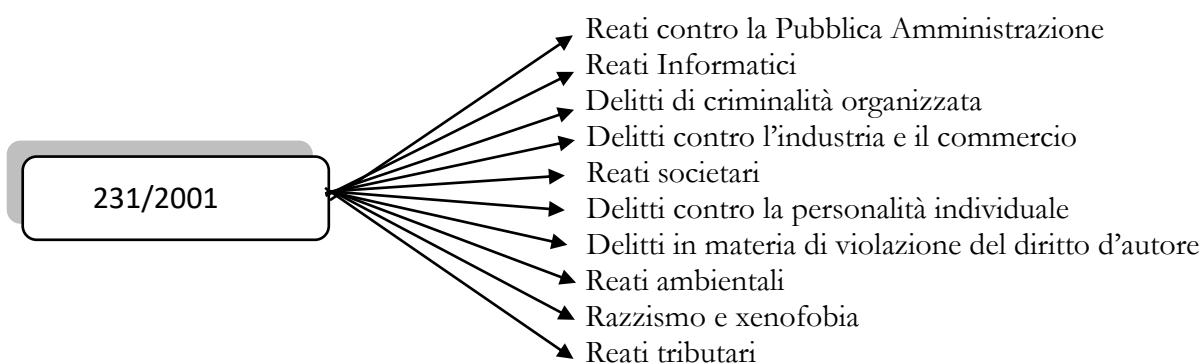 Reati contro la Pubblica Amministrazione
Reati Informatici
Delitti di criminalità organizzata
Delitti contro l’industria e il commercio
Reati societari
231/2001
Delitti contro la personalità individuale
Delitti in materia di violazione del diritto d’autore
Reati ambientali
Razzismo e xenofobia
Reati tributari